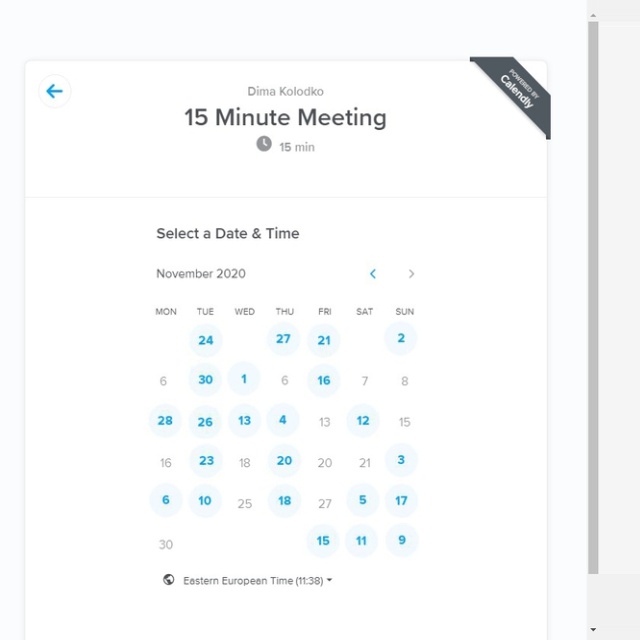 Dima Kolodko
POWERED BY
Calendly
15 Minute Meeting
15 min
Select a Date & Time
November 2020
MON TUE WED THU FRI SAT SUN
24 27 21 2
6 30 1 6 16 7 8
28 26 13 4 13 12 15
16 23 18 20 20 21 3
6 10 25 18 27 5 17
30 15 11 9
Eastern European Time (11:38)